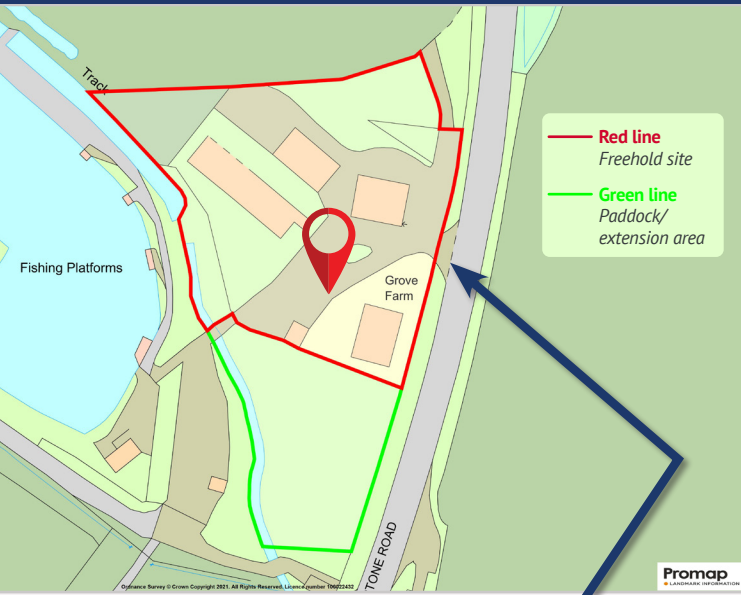 Track
Red line
Freehold site
Green line
Paddock/
extension area
Fishing Platforms
Grove
Farm
TONE ROAD
Ordnance Survey © Crown Copyright 2021. All Rights Reserved. Licence number 100022432
Promap
LANDMARK INFORMATION